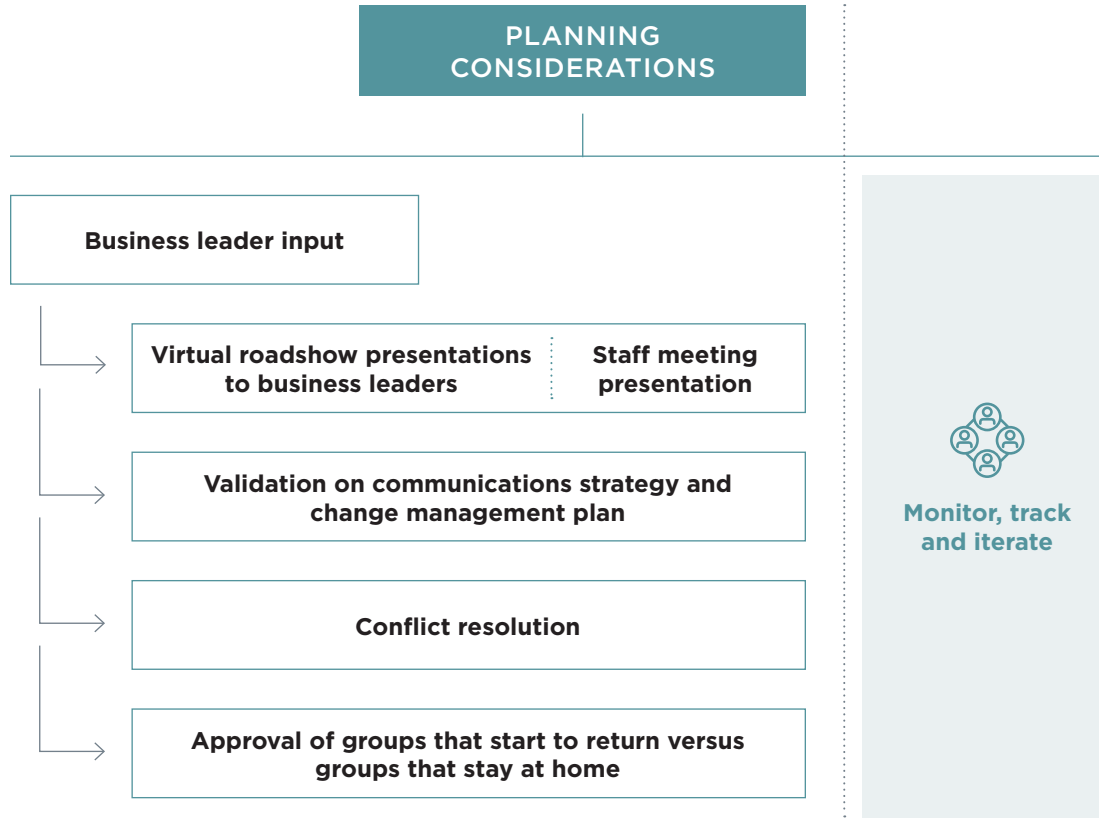 PLANNING
CONSIDERATIONS
Business leader input
Virtual roadshow presentations
to business leaders
Staff meeting
presentation
Validation on communications strategy and
change management plan
Conflict resolution
Approval of groups that start to return versus
groups that stay at home
Monitor, track
and iterate